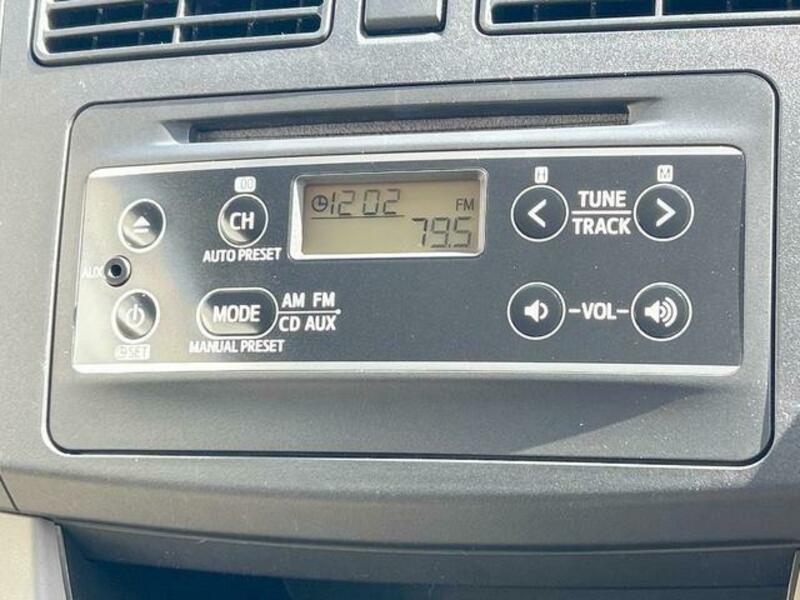 :00
H
M
CH
12 02
FM
79.5
TUNE
TRACK
AUTO PRESET
AUX
MODE
AM FM
CD AUX
VOL
SET
MANUAL PRESET